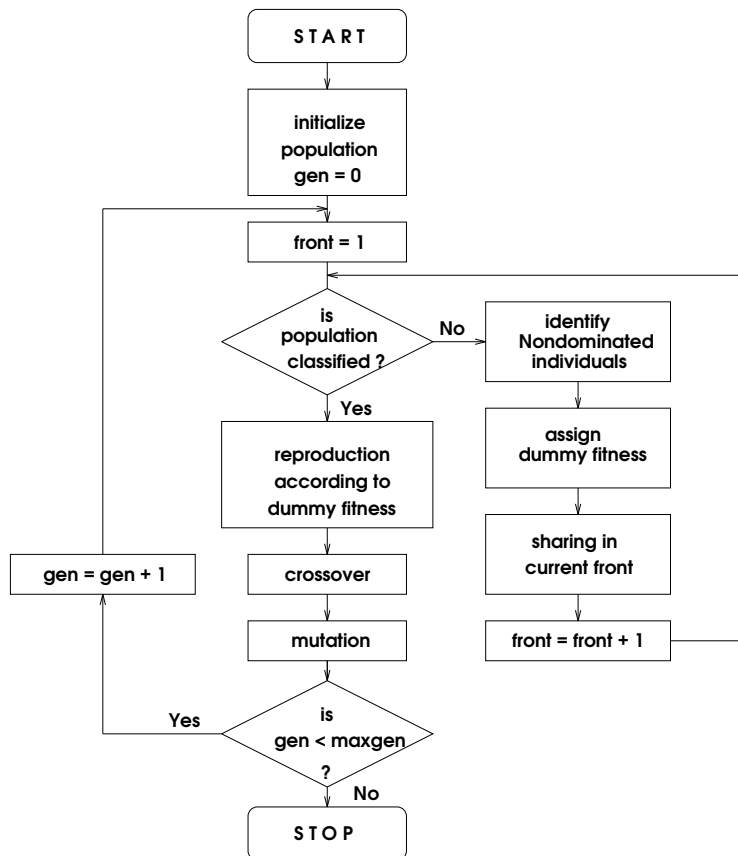 S T A R T
initialize
population
gen = 0
front = 1
is
population
classified ?
No
identify
Nondominated
individuals
Yes
assign
dummy fitness
reproduction
according to
dummy fitness
sharing in
current front
gen = gen + 1
crossover
front = front + 1
mutation
Yes
is
gen < maxgen
?
No
S T O P